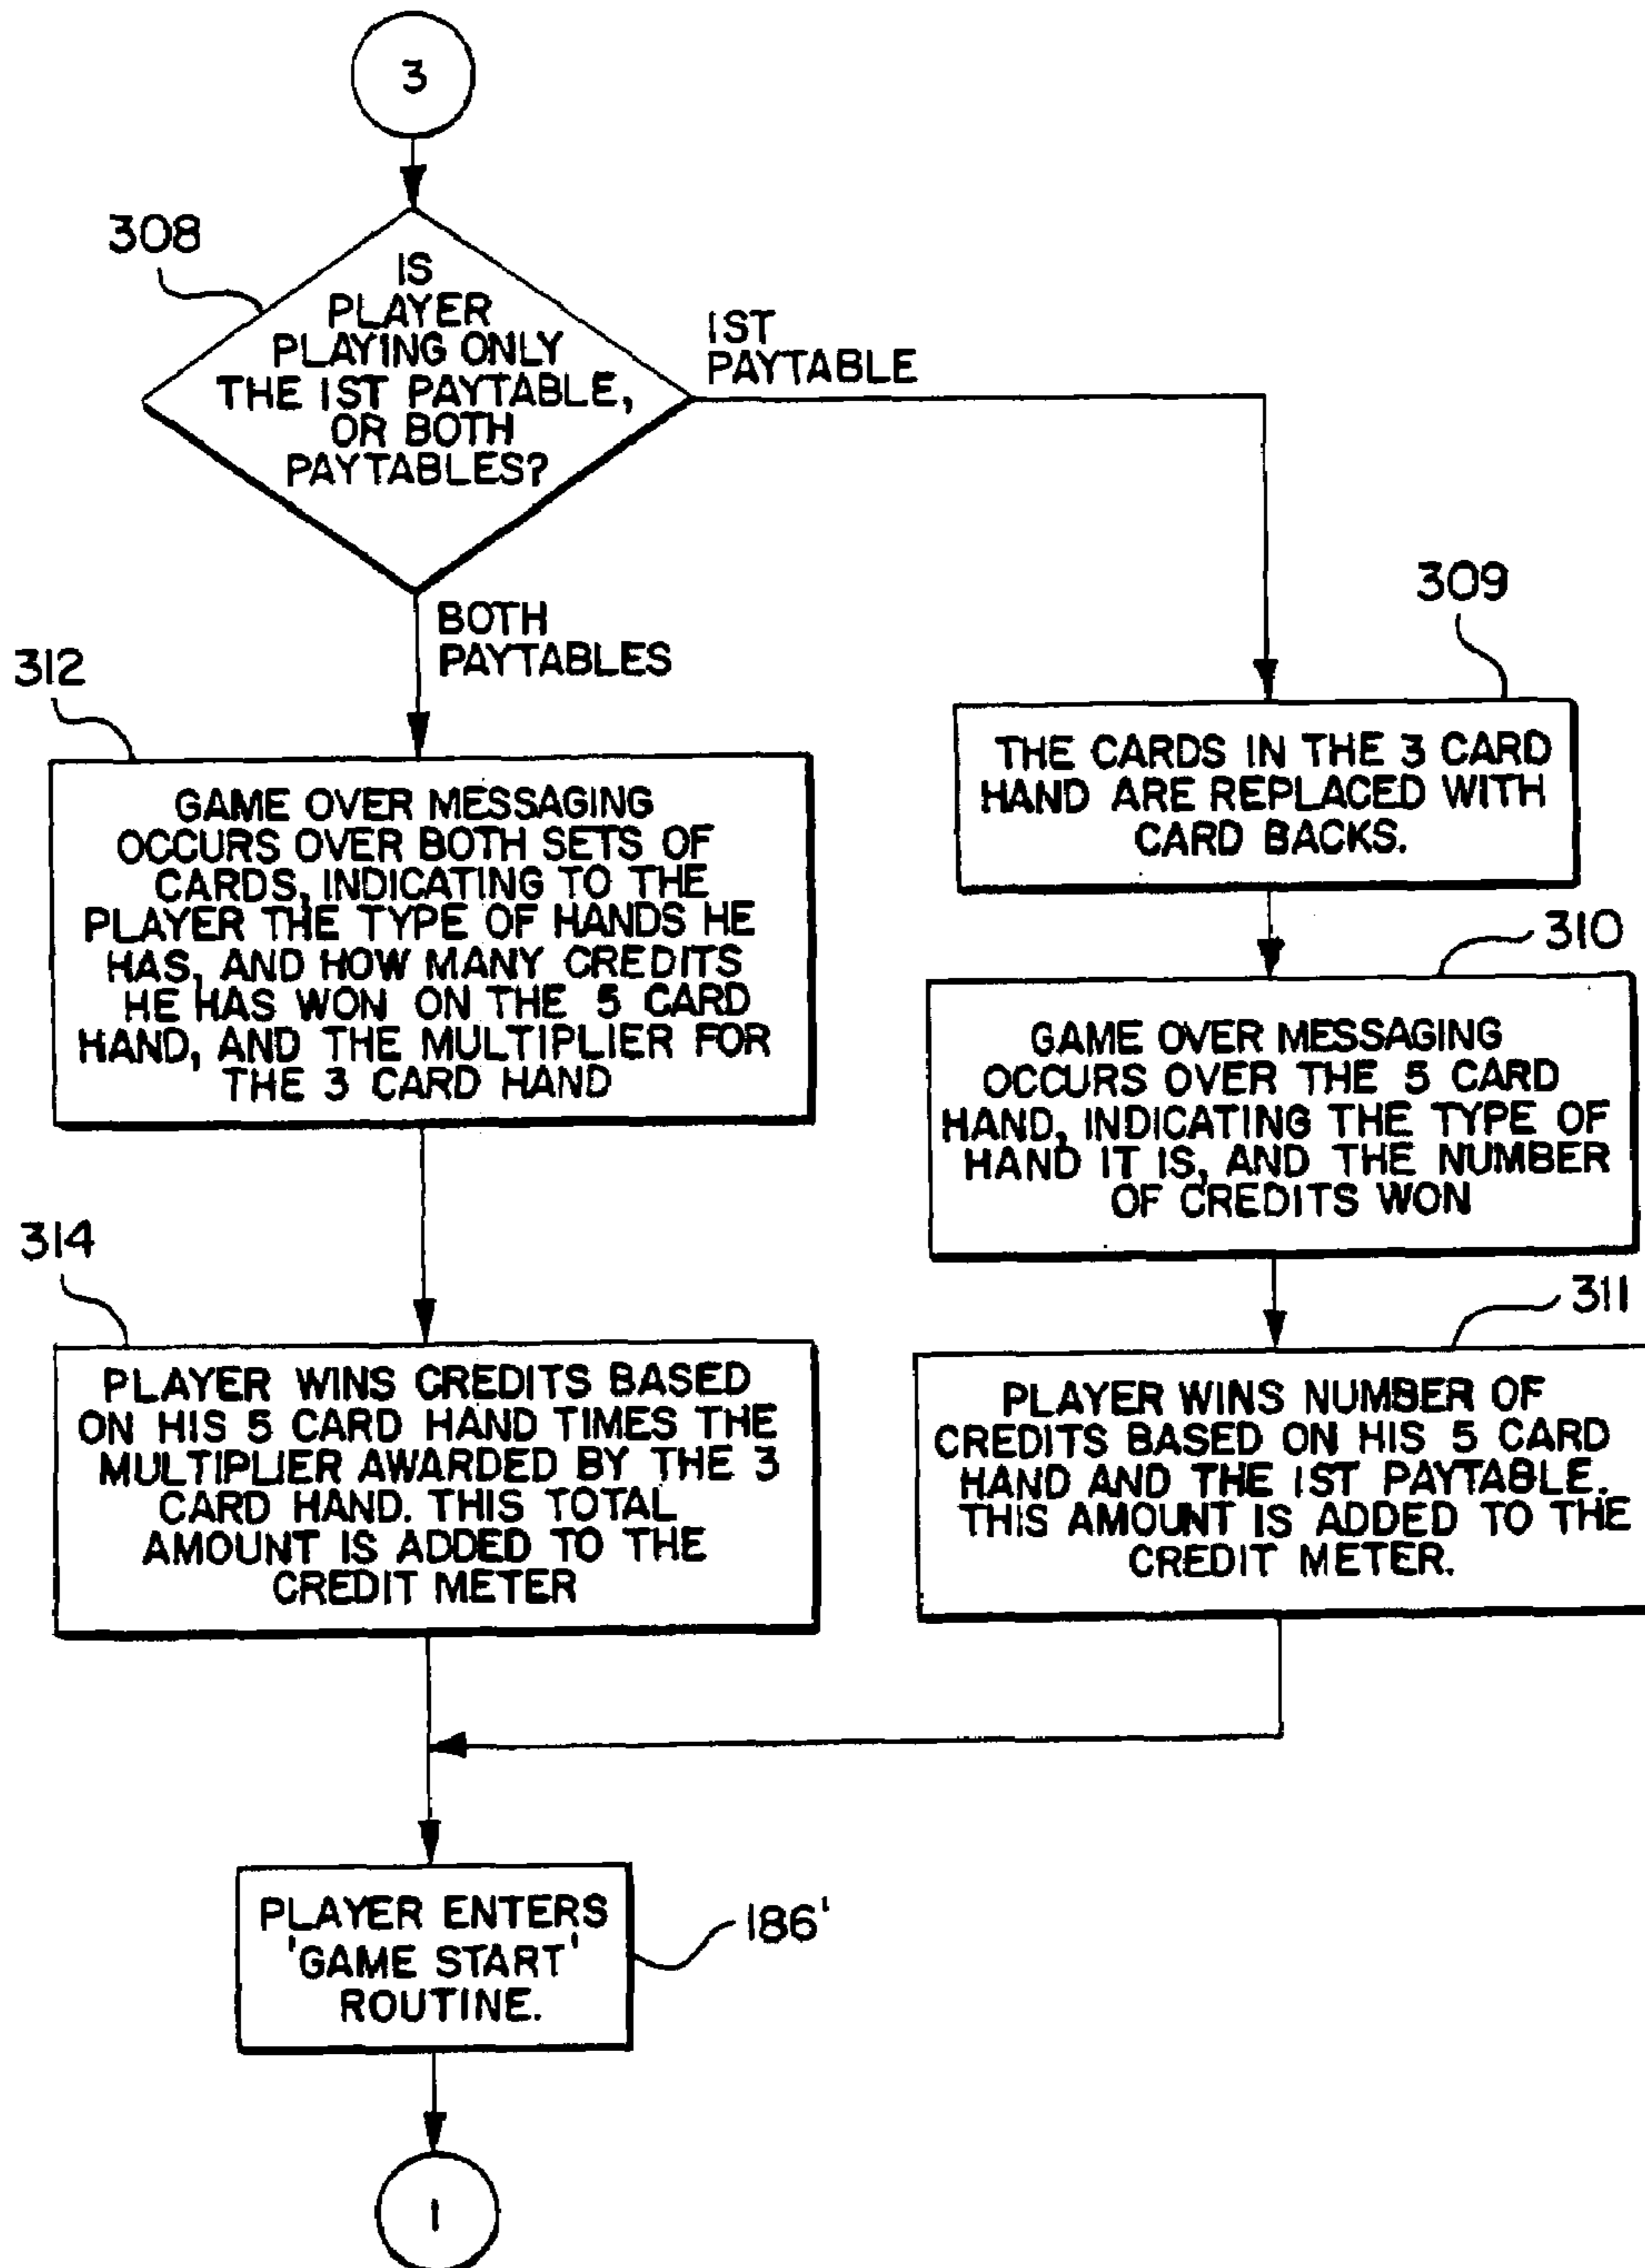 3
308
IS
PLAYER
PLAYING ONLY
THE 1ST PAYTABLE,
OR BOTH
PAYTABLES?
1ST
PAYTABLE
BOTH
PAYTABLES
309
THE CARDS IN THE 3 CARD
HAND ARE REPLACED WITH
CARD BACKS.
310
GAME OVER MESSAGING
OCCURS OVER THE 5 CARD
HAND, INDICATING THE TYPE OF
HAND IT IS, AND THE NUMBER
OF CREDITS WON
311
PLAYER WINS NUMBER OF
CREDITS BASED ON HIS 5 CARD
HAND AND THE 1ST PAYTABLE.
THIS AMOUNT IS ADDED TO THE
CREDIT METER.
312
GAME OVER MESSAGING
OCCURS OVER BOTH SETS OF
CARDS, INDICATING TO THE
PLAYER THE TYPE OF HANDS HE
HAS, AND HOW MANY CREDITS
HE HAS WON ON THE 5 CARD
HAND, AND THE MULTIPLIER FOR
THE 3 CARD HAND
314
PLAYER WINS CREDITS BASED
ON HIS 5 CARD HAND TIMES THE
MULTIPLIER AWARDED BY THE 3
CARD HAND. THIS TOTAL
AMOUNT IS ADDED TO THE
CREDIT METER
PLAYER ENTERS
'GAME START'
ROUTINE.
186'
1